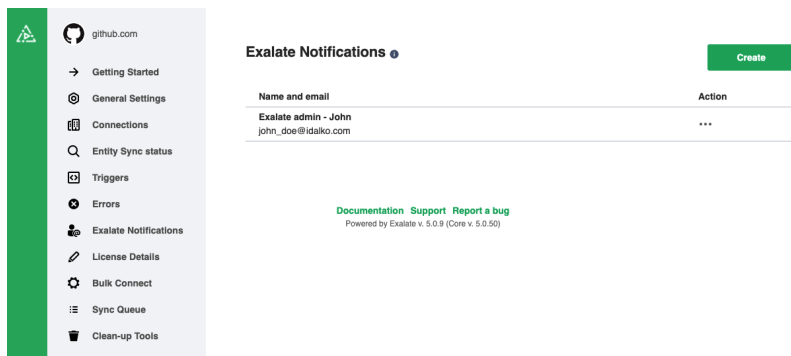 github.com
Getting Started
General Settings
Connections
Entity Sync status
Triggers
Errors
Exalate Notifications
License Details
Bulk Connect
Sync Queue
Clean-up Tools
Exalate Notifications
Create
Name and email Action
Exalate admin - John
john_doe@idalko.com
Documentation Support Report a bug
Powered by Exalate v. 5.0.9 (Core v. 5.0.50)